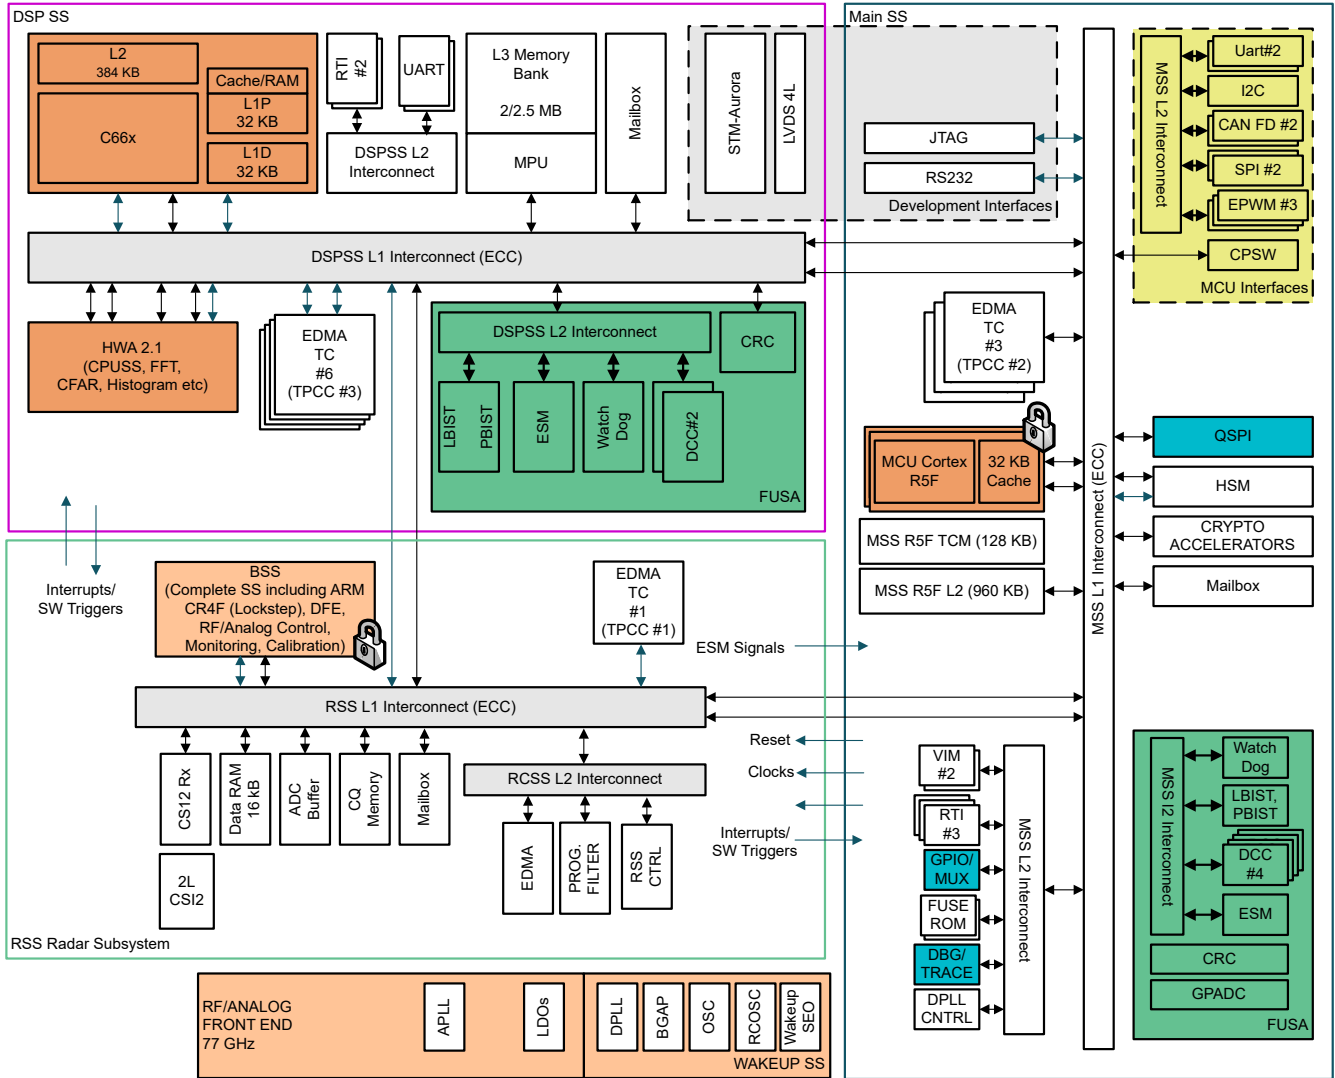 DSP SS
L2
384 KB
C66x
Cache/RAM
L1P
32 KB
L1D
32 KB
RTI
#2
UART
DSPSS L2
Interconnect
L3 Memory
Bank
2/2.5 MB
MPU
Mailbox
DSPSS L1 Interconnect (ECC)
HWA 2.1
(CPUSS, FFT,
CFAR, Histogram etc)
EDMA
TC
#6
(TPCC #3)
DSPSS L2 Interconnect
CRC
LBIST
PBIST
ESM
Watch
Dog
DCC#2
FUSA
STM-Aurora
LVDS 4L
Main SS
JTAG
RS232
Development Interfaces
MSS L1 Interconnect (ECC)
MSS L2 Interconnect
Uart#2
I2C
CAN FD #2
SPI #2
EPWM #3
CPSW
MCU Interfaces
EDMA
TC
#3
(TPCC #2)
MCU Cortex
R5F
32 KB
Cache
MSS R5F TCM (128 KB)
MSS R5F L2 (960 KB)
QSPI
HSM
CRYPTO
ACCELERATORS
Mailbox
Interrupts/
SW Triggers
BSS
(Complete SS including ARM
CR4F (Lockstep), DFE,
RF/Analog Control,
Monitoring, Calibration)
EDMA
TC
#1
(TPCC #1)
ESM Signals
RSS L1 Interconnect (ECC)
CS12 Rx
Data RAM
16 kB
ADC
Buffer
CQ
Memory
Mailbox
RCSS L2 Interconnect
EDMA
PROG.
FILTER
RSS
CTRL
2L
CSI2
RSS Radar Subsystem
Reset
Clocks
Interrupts/
SW Triggers
VIM
#2
RTI
#3
GPIO/
MUX
FUSE
ROM
DBG/
TRACE
DPLL
CNTRL
MSS L2 Interconnect
MSS I2 Interconnect
Watch
Dog
LBIST,
PBIST
DCC
#4
ESM
CRC
GPADC
FUSA
RF/ANALOG
FRONT END
77 GHz
APLL
LDOs
DPLL
BGAP
OSC
RCOSC
Wakeup
SEO
WAKEUP SS